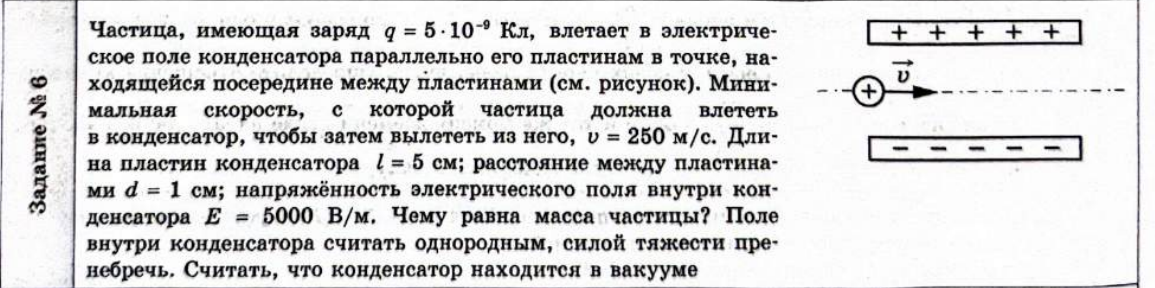 Задание № 6
Частица, имеющая заряд q = 5 · 10⁻⁹ Кл, влетает в электриче-
ское поле конденсатора параллельно его пластинам в точке, на-
ходящейся посередине между пластинами (см. рисунок). Мини-
мальная скорость, с которой частица должна влететь
в конденсатор, чтобы затем вылететь из него, υ = 250 м/с. Дли-
на пластин конденсатора l = 5 см; расстояние между пластина-
ми d = 1 см; напряжённость электрического поля внутри кон-
денсатора E = 5000 В/м. Чему равна масса частицы? Поле
внутри конденсатора считать однородным, силой тяжести пре-
небречь. Считать, что конденсатор находится в вакууме
+ + + + +
υ⃗
+
– – – – –